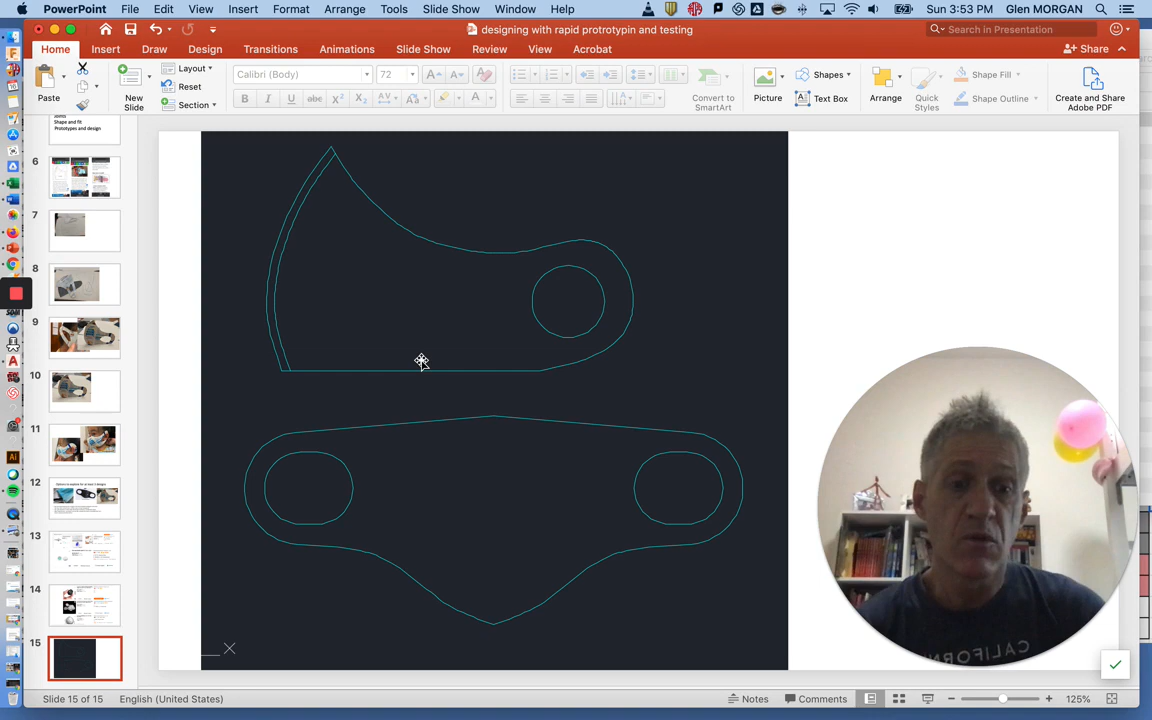 PowerPoint File Edit View Insert Format Arrange Tools Slide Show Window Help Sun 3:53 PM Glen MORGAN
designing with rapid protrotypin and testing
Search in Presentation
Home Insert Draw Design Transitions Animations Slide Show Review View Acrobat Share
Paste
New Slide
Layout
Reset
Section
Calibri (Body) 72
Convert to SmartArt
Picture
Shapes
Text Box
Arrange
Quick Styles
Shape Fill
Shape Outline
Create and Share Adobe PDF
Shape and fit
Prototypes and design
6
7
8
9
10
11
12
13
14
15
CALIFORN
Slide 15 of 15 English (United States) Notes Comments 125%